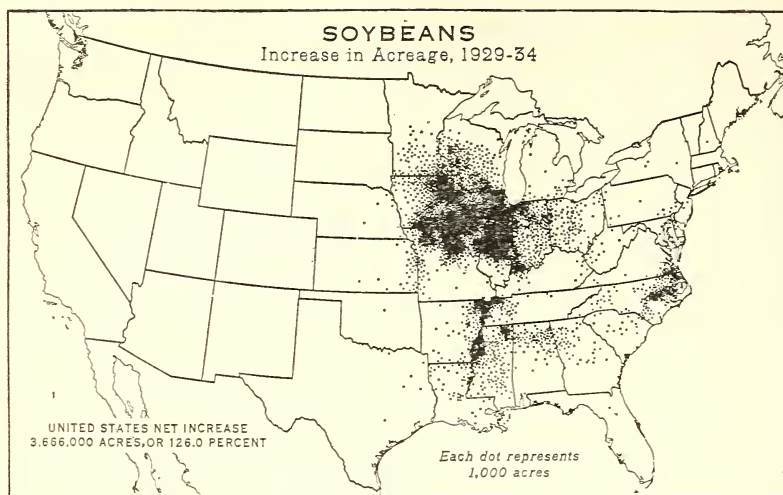 SOYBEANS
Increase in Acreage, 1929-34
UNITED STATES NET INCREASE
3,666,000 ACRES, OR 126.0 PERCENT
Each dot represents
1,000 acres